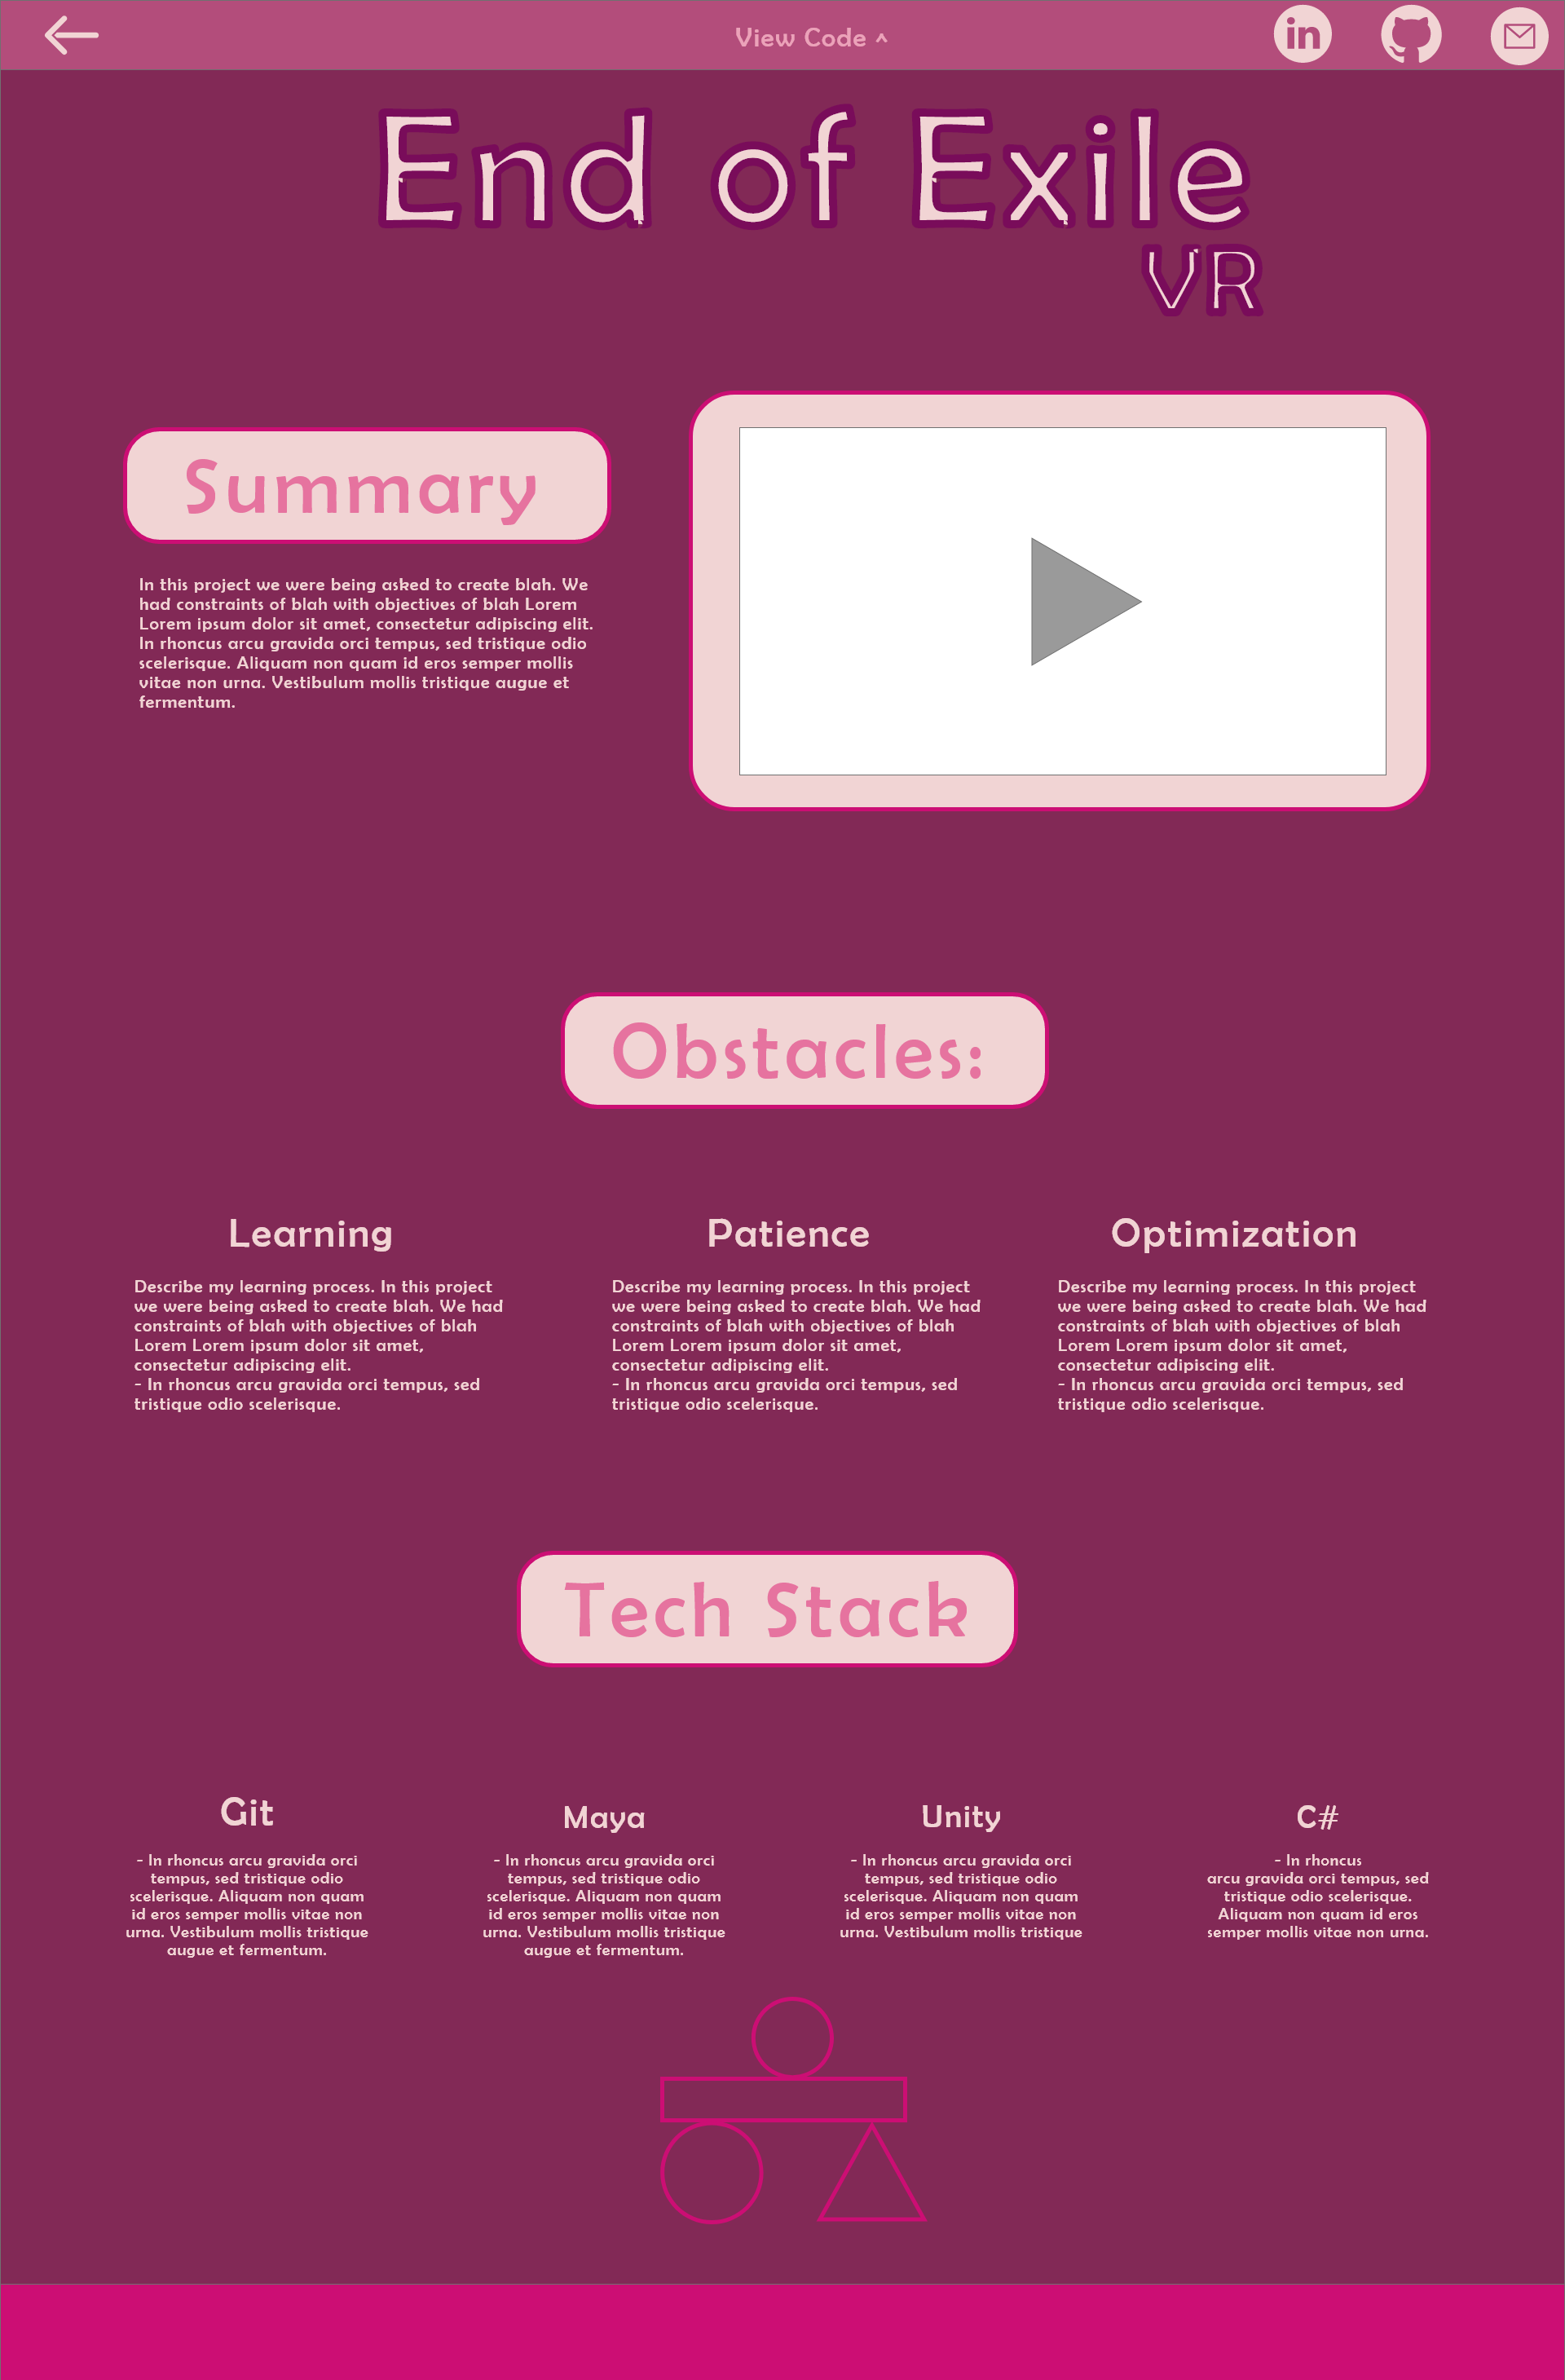 View Code ^
in
End of Exile
VR
Summary
In this project we were being asked to create blah. We
had constraints of blah with objectives of blah Lorem
Lorem ipsum dolor sit amet, consectetur adipiscing elit.
In rhoncus arcu gravida orci tempus, sed tristique odio
scelerisque. Aliquam non quam id eros semper mollis
vitae non urna. Vestibulum mollis tristique augue et
fermentum.
Obstacles:
Learning
Describe my learning process. In this project
we were being asked to create blah. We had
constraints of blah with objectives of blah
Lorem Lorem ipsum dolor sit amet,
consectetur adipiscing elit.
- In rhoncus arcu gravida orci tempus, sed
tristique odio scelerisque.
Patience
Describe my learning process. In this project
we were being asked to create blah. We had
constraints of blah with objectives of blah
Lorem Lorem ipsum dolor sit amet,
consectetur adipiscing elit.
- In rhoncus arcu gravida orci tempus, sed
tristique odio scelerisque.
Optimization
Describe my learning process. In this project
we were being asked to create blah. We had
constraints of blah with objectives of blah
Lorem Lorem ipsum dolor sit amet,
consectetur adipiscing elit.
- In rhoncus arcu gravida orci tempus, sed
tristique odio scelerisque.
Tech Stack
Git
- In rhoncus arcu gravida orci
tempus, sed tristique odio
scelerisque. Aliquam non quam
id eros semper mollis vitae non
urna. Vestibulum mollis tristique
augue et fermentum.
Maya
- In rhoncus arcu gravida orci
tempus, sed tristique odio
scelerisque. Aliquam non quam
id eros semper mollis vitae non
urna. Vestibulum mollis tristique
augue et fermentum.
Unity
- In rhoncus arcu gravida orci
tempus, sed tristique odio
scelerisque. Aliquam non quam
id eros semper mollis vitae non
urna. Vestibulum mollis tristique
C#
- In rhoncus
arcu gravida orci tempus, sed
tristique odio scelerisque.
Aliquam non quam id eros
semper mollis vitae non urna.